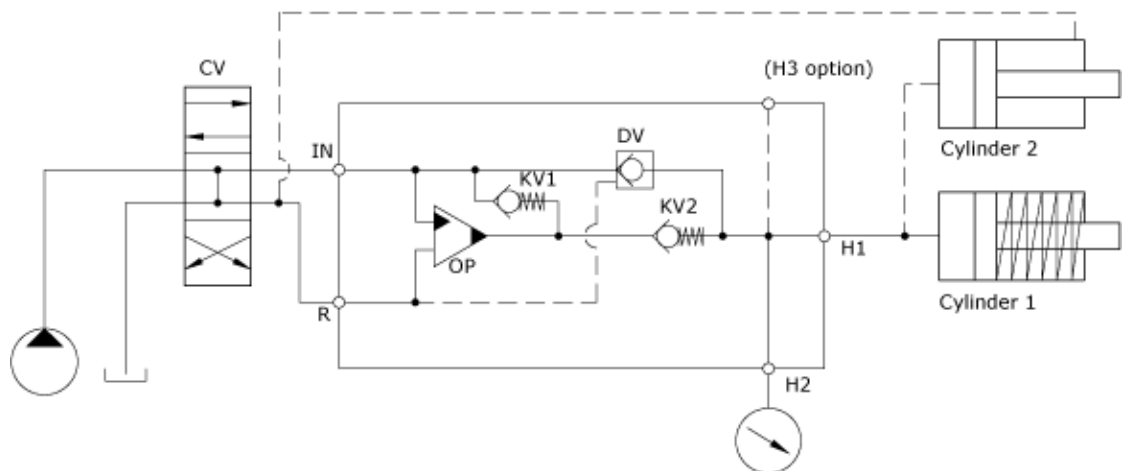 CV
(H3 option)
Cylinder 2
IN
DV
KV1
KV2
OP
H1
R
Cylinder 1
H2